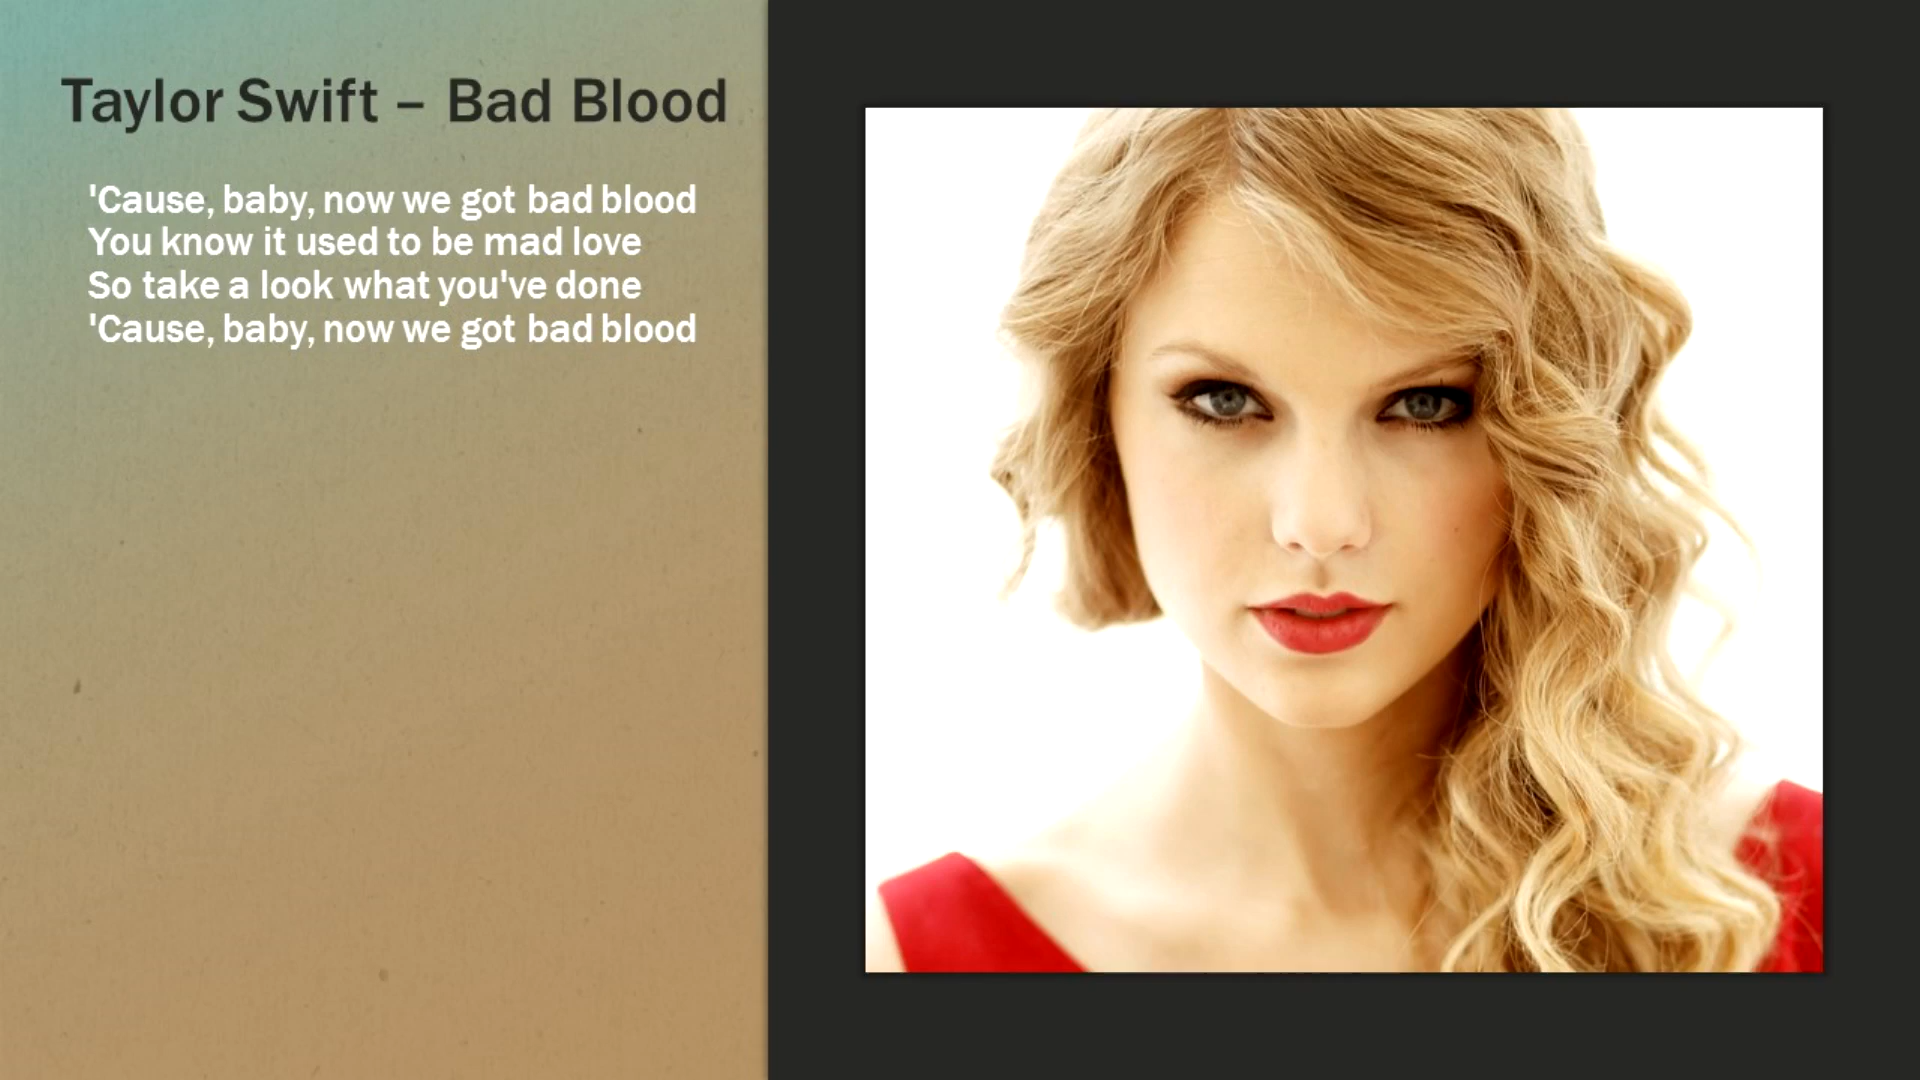 Taylor Swift – Bad Blood
'Cause, baby, now we got bad blood
You know it used to be mad love
So take a look what you've done
'Cause, baby, now we got bad blood